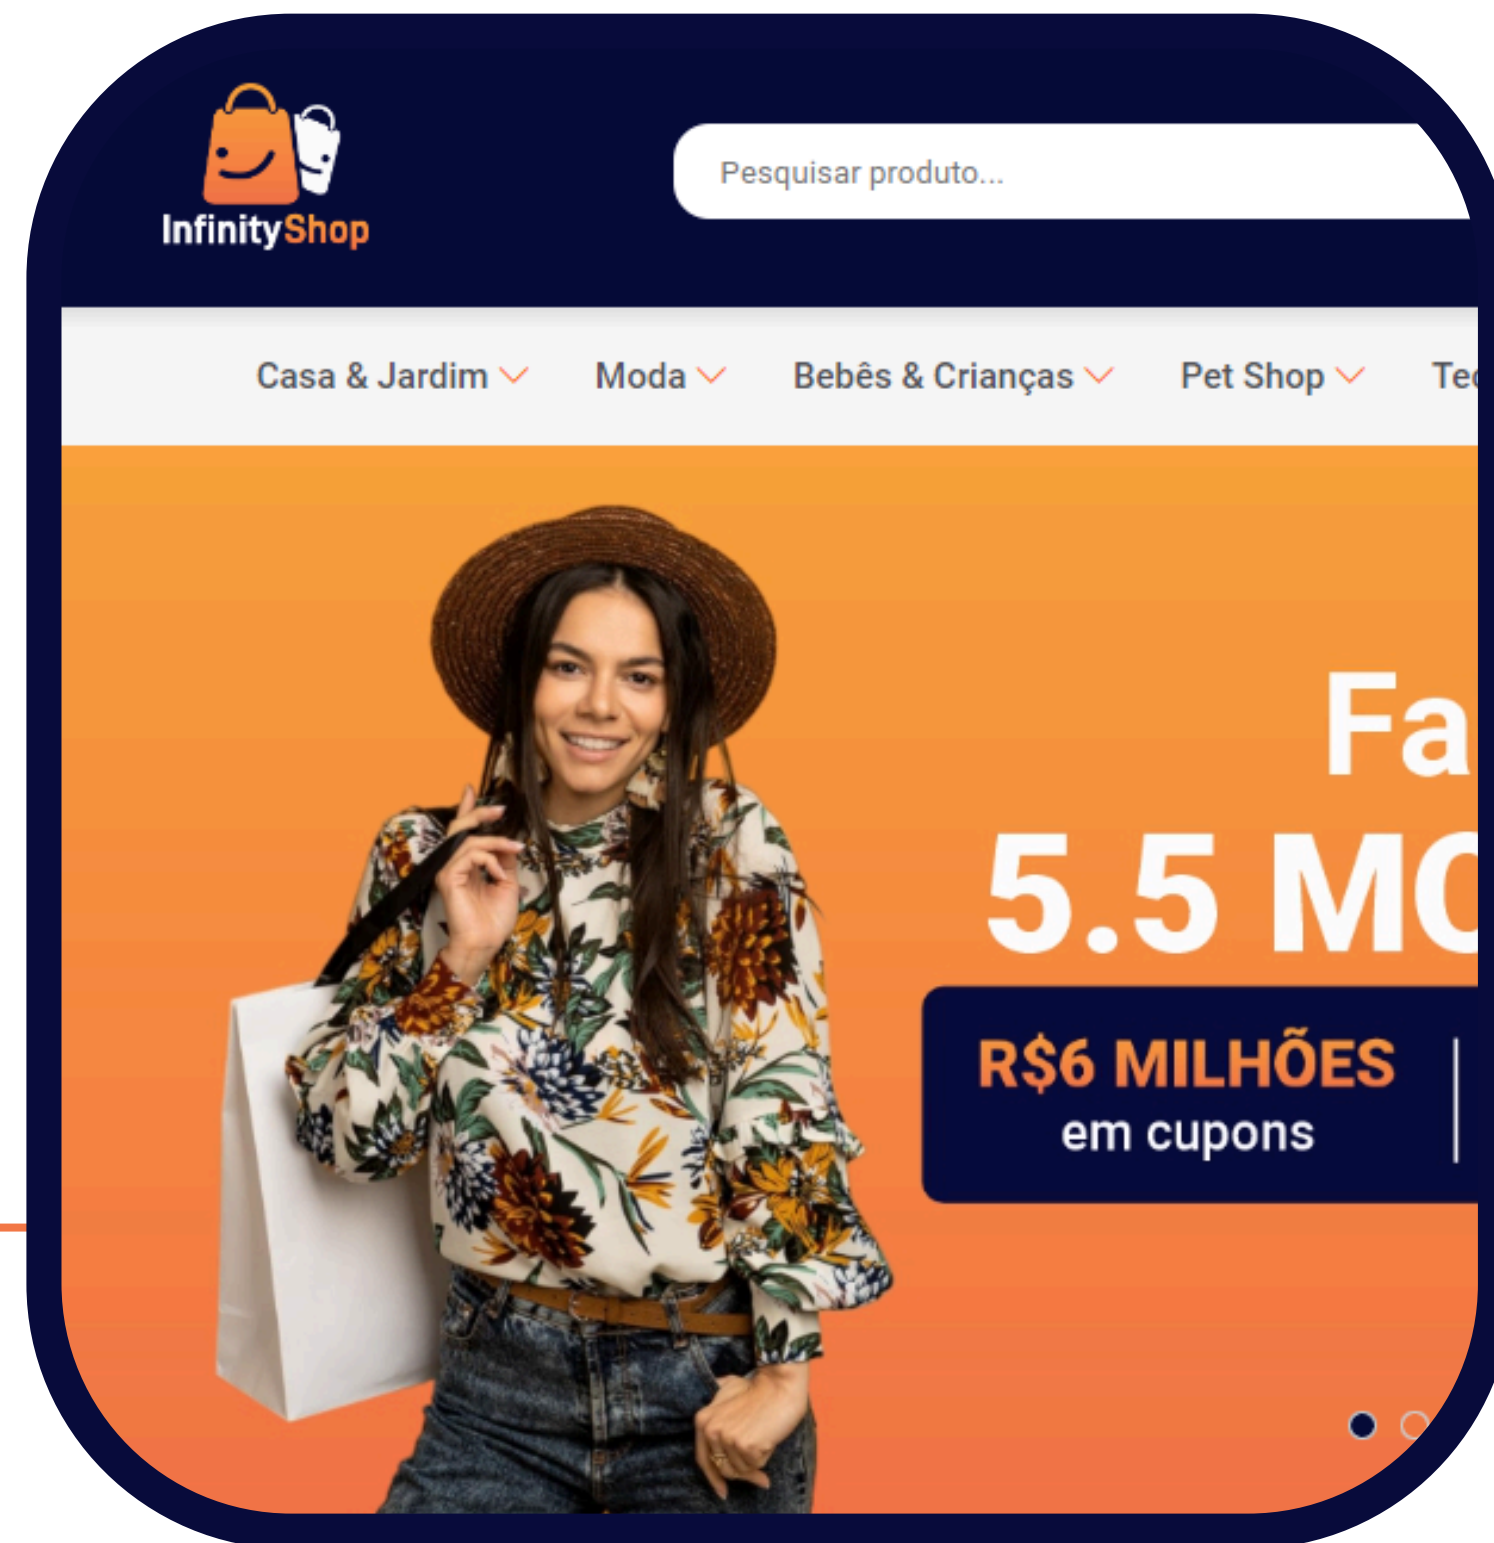 InfinityShop
Pesquisar produto...
Casa & Jardim Moda Bebês & Crianças Pet Shop
5.5
R$6 MILHÕES
em cupons